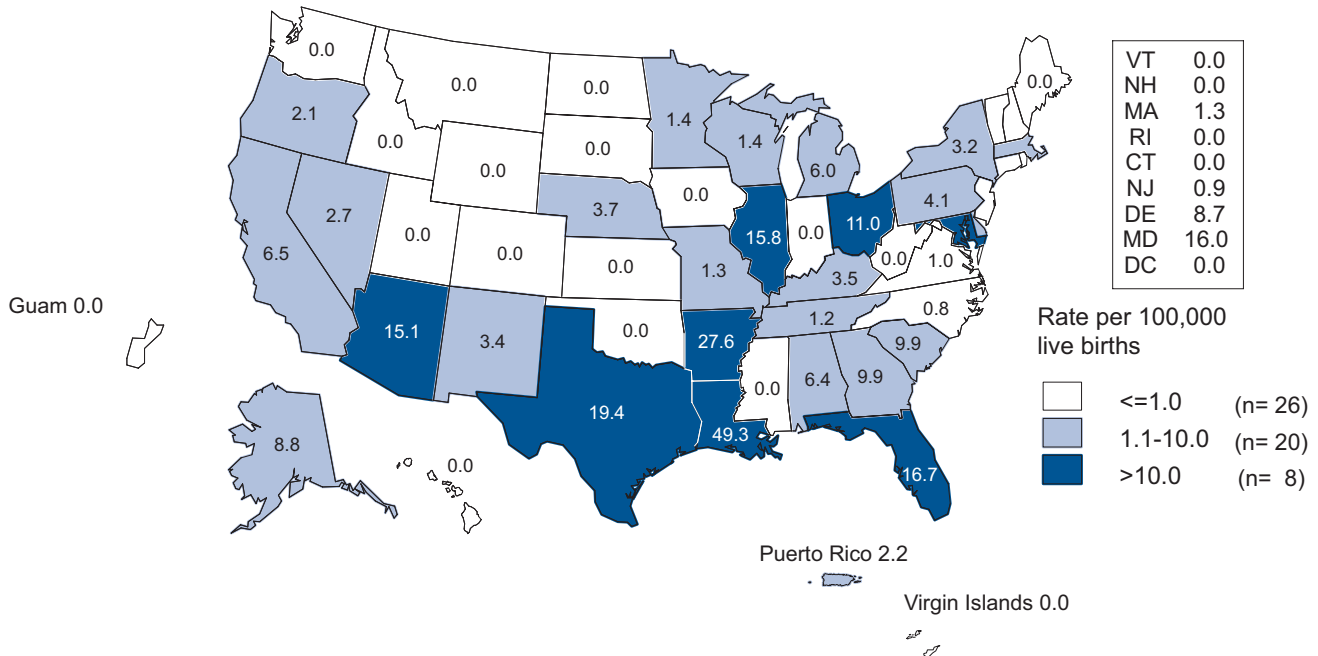 0.0
0.0
0.0
0.0
2.1
1.4
1.4
6.0
3.2
0.0
0.0
0.0
0.0
3.7
0.0
4.1
2.7
0.0
0.0
0.0
15.8
0.0
11.0
0.0
1.0
6.5
1.3
3.5
15.1
3.4
0.0
27.6
1.2
0.8
9.9
19.4
0.0
6.4
9.9
49.3
16.7
8.8
0.0
Guam 0.0
Puerto Rico 2.2
Virgin Islands 0.0
VT 0.0
NH 0.0
MA 1.3
RI 0.0
CT 0.0
NJ 0.9
DE 8.7
MD 16.0
DC 0.0
Rate per 100,000
live births
<=1.0 (n= 26)
1.1-10.0 (n= 20)
>10.0 (n= 8)